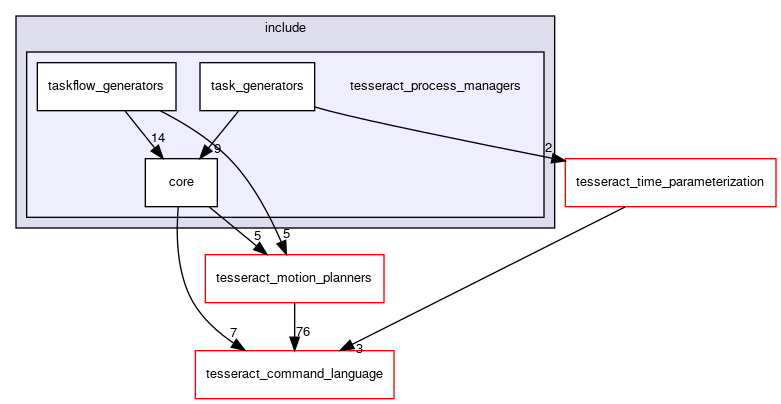 include
taskflow_generators
task_generators
tesseract_process_managers
14
9
2
core
tesseract_time_parameterization
5
5
tesseract_motion_planners
7
76
3
tesseract_command_language